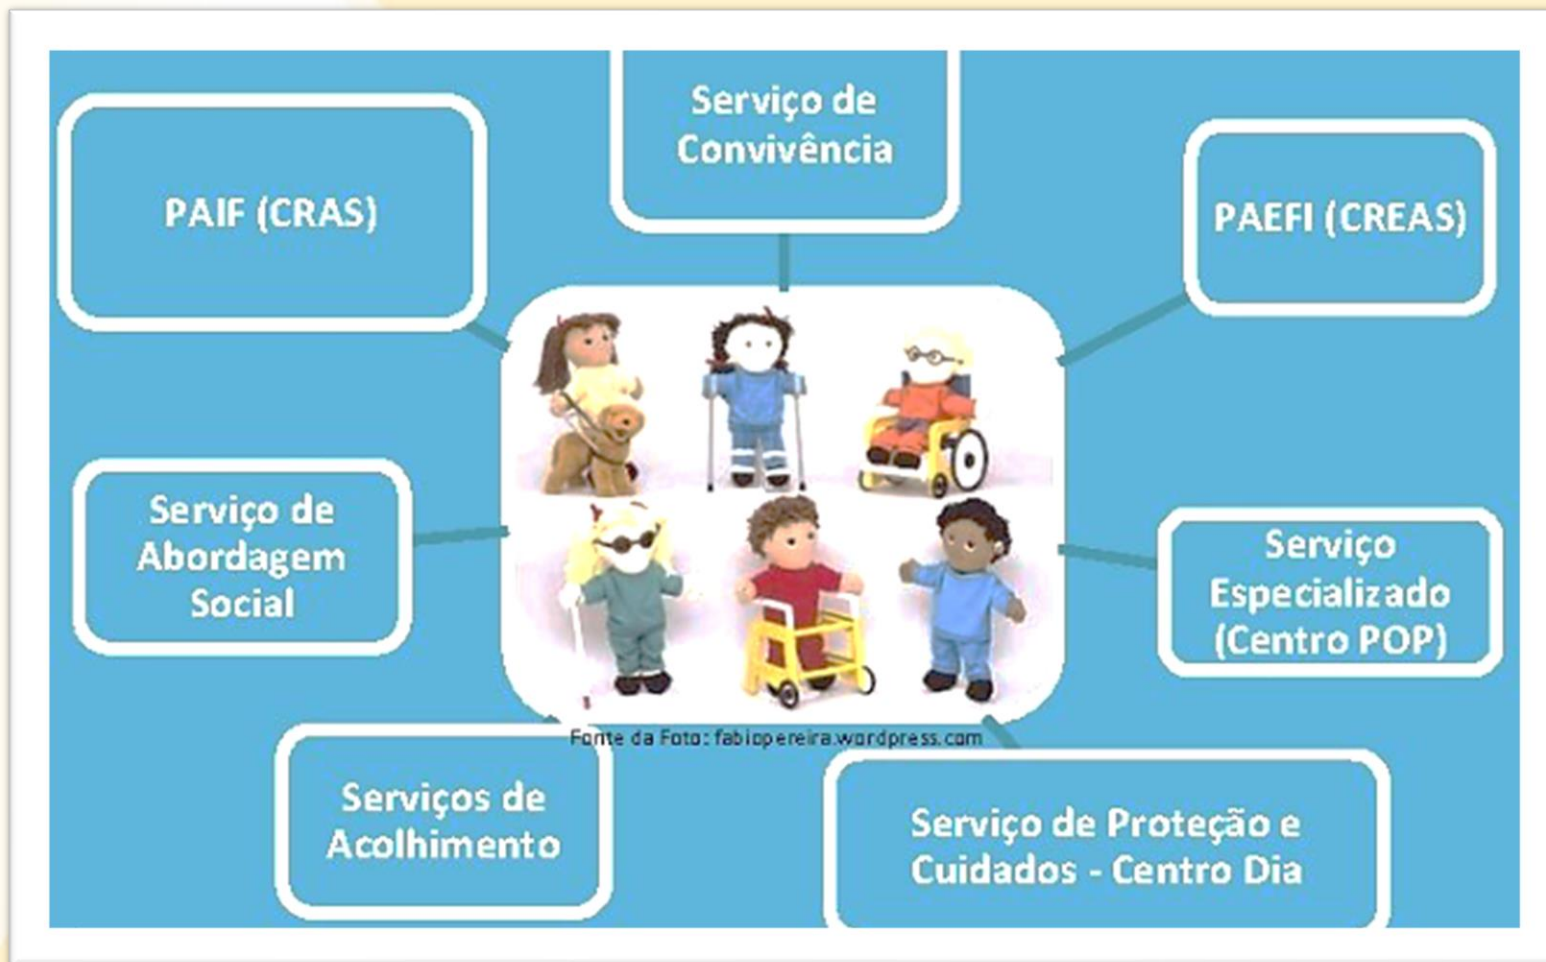 Serviço de
Convivência
PAIF (CRAS)
PAEFI (CREAS)
Serviço de
Abordagem
Social
Serviço
Especializado
(Centro POP)
Fonte da Foto: fabiopereira.wordpress.com
Serviços de
Acolhimento
Serviço de Proteção e
Cuidados - Centro Dia